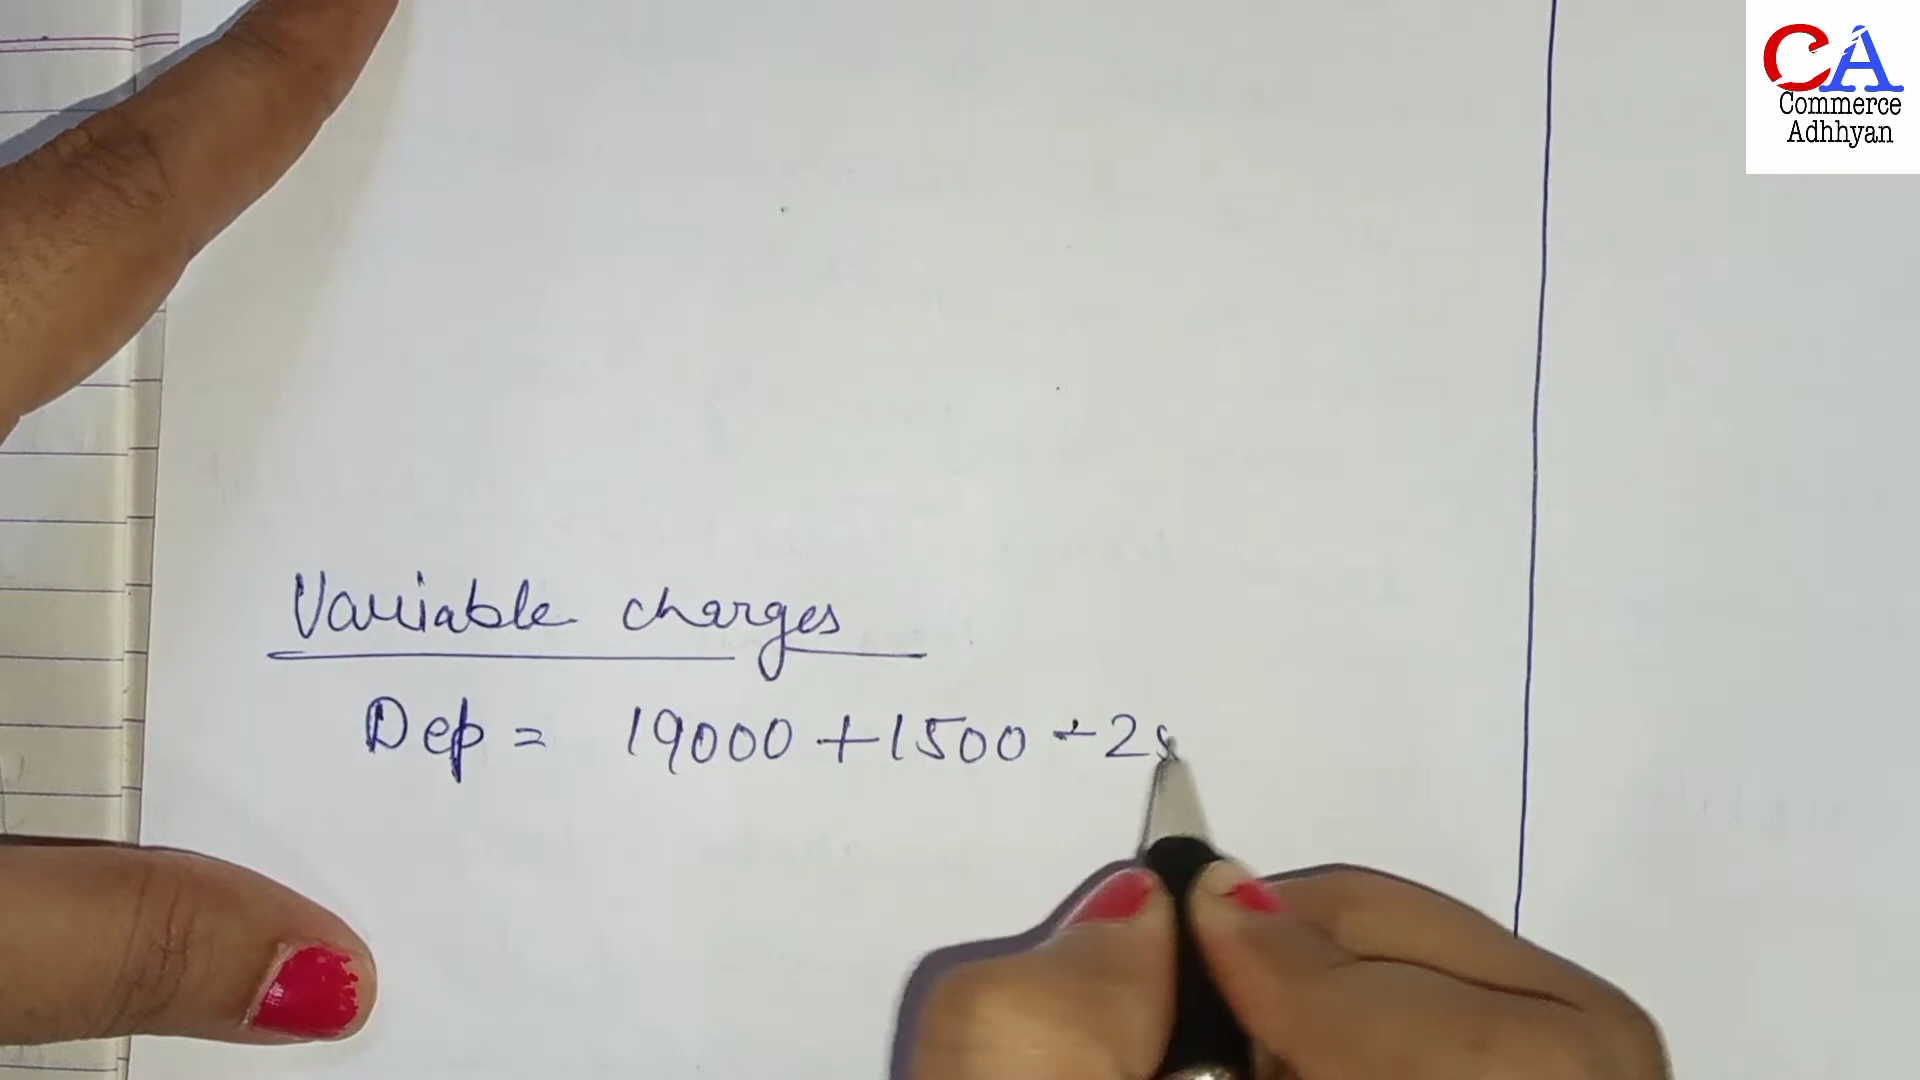 CA
Commerce
Adhhyan
Variable charges
Dep = 19000 + 1500 - 2